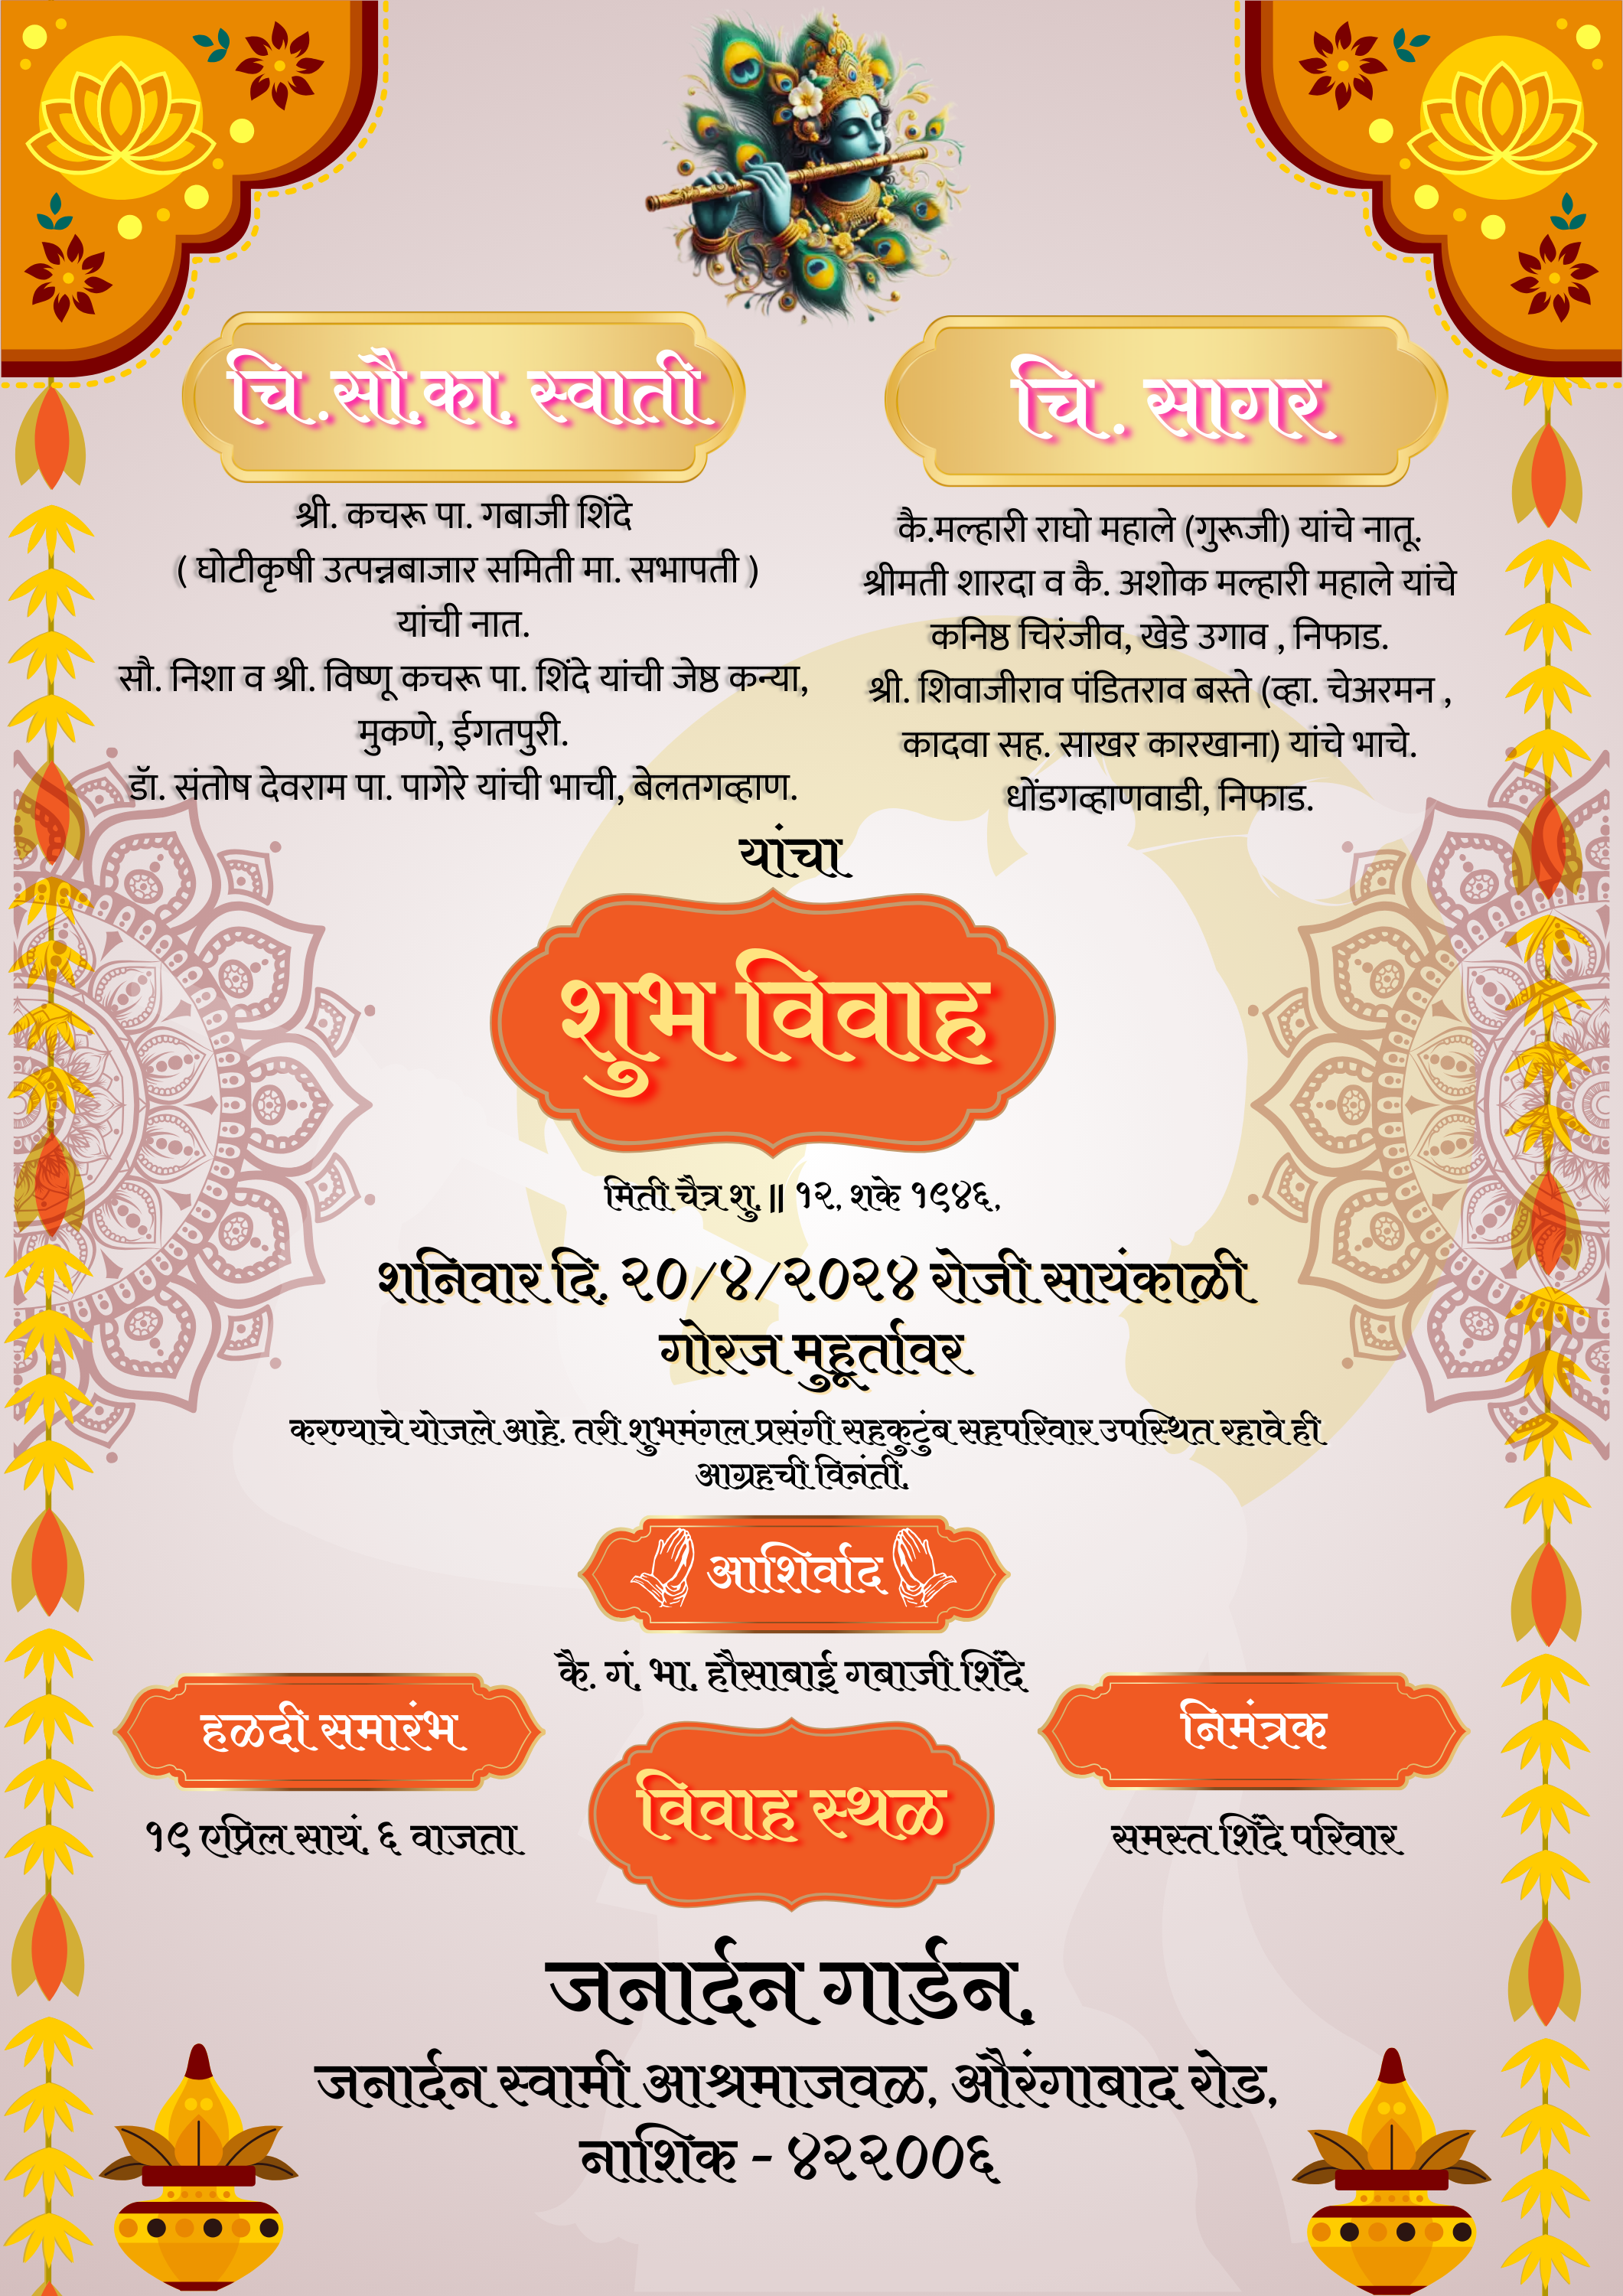 चि .सौ.का. स्वाती
श्री. कचरू पा. गबाजी शिंदे
( घोटीकृषी उत्पन्नबाजार समिती मा. सभापती )
यांची नात.
सौ. निशा व श्री. विष्णू कचरू पा. शिंदे यांची जेष्ठ कन्या,
मुकणे, ईगतपुरी.
डॉ. संतोष देवराम पा. पागेरे यांची भाची, बेलतगव्हाण.
चि . सागर
कै.मल्हारी राघो महाले (गुरूजी) यांचे नातू.
श्रीमती शारदा व कै. अशोक मल्हारी महाले यांचे
कनिष्ठ चिरंजीव, खेडे उगाव , निफाड.
श्री. शिवाजीराव पंडितराव बस्ते (व्हा. चेअरमन ,
कादवा सह. साखर कारखाना) यांचे भाचे.
धोंडगव्हाणवाडी, निफाड.
यांचा
शुभ विवाह
मिती चैत्र शु.॥ १२, शके १९४६,
शनिवार दि. २०/४/२०२४ रोजी सायंकाळी
गोरज मुहूर्तावर
करण्याचे योजले आहे. तरी शुभमंगल प्रसंगी सहकुटुंब सहपरिवार उपस्थित रहावे ही
आग्रहची विनंती.
आशिर्वाद
कै. गं. भा. हौसाबाई गबाजी शिंदे
हळदी समारंभ
१९ एप्रिल सायं. ६ वाजता
निमंत्रक
समस्त शिंदे परिवार
विवाह स्थळ
जनार्दन गार्डन,
जनार्दन स्वामी आश्रमाजवळ, औरंगाबाद रोड,
नाशिक - ४२२००६